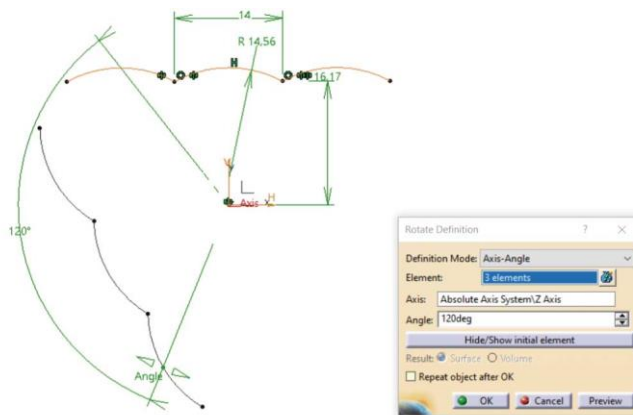 14
R 14,56
H
16,17
V
H
Axis
X
120°
Angle
Rotate Definition ? ×
Definition Mode: Axis-Angle
Element: 3 elements
Axis: Absolute Axis System\Z Axis
Angle: 120deg
Hide/Show initial element
Result: Surface Volume
Repeat object after OK
OK Cancel Preview